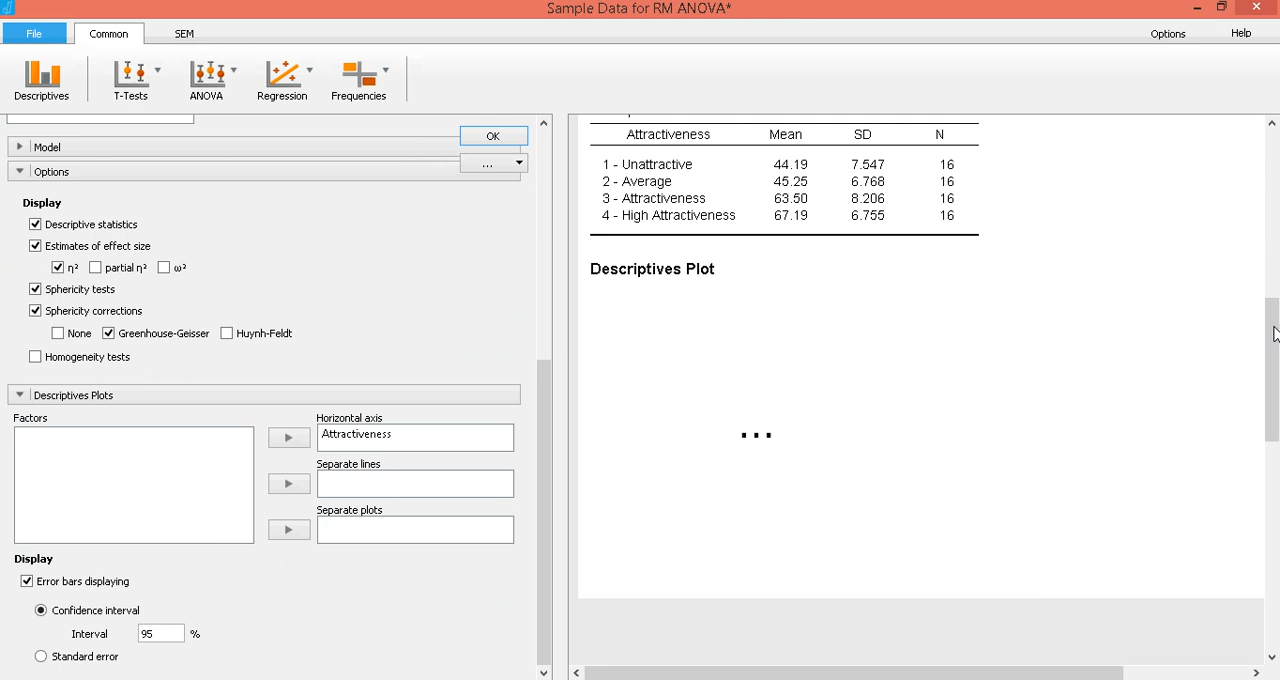 Sample Data for RM ANOVA*
File Common SEM Options Help
Descriptives T-Tests ANOVA Regression Frequencies
OK
Model
...
Options
Display
Descriptive statistics
Estimates of effect size
η² partial η² ω²
Sphericity tests
Sphericity corrections
None Greenhouse-Geisser Huynh-Feldt
Homogeneity tests
Descriptives Plots
Factors Horizontal axis
Attractiveness
Separate lines
Separate plots
Display
Error bars displaying
Confidence interval
Interval 95 %
Standard error
Attractiveness Mean SD N
1 - Unattractive 44.19 7.547 16
2 - Average 45.25 6.768 16
3 - Attractiveness 63.50 8.206 16
4 - High Attractiveness 67.19 6.755 16
Descriptives Plot
...